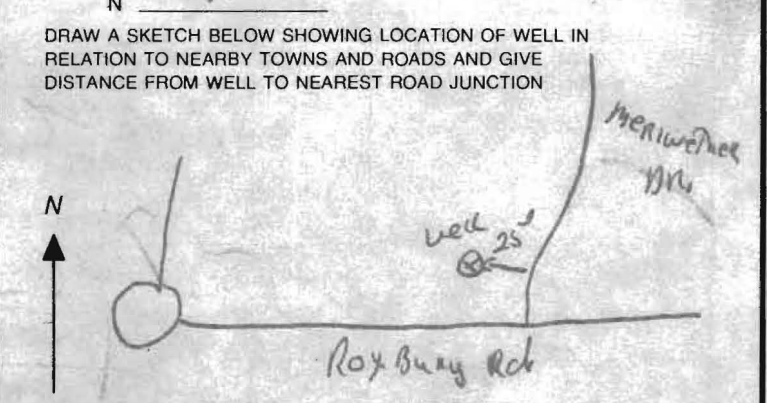 N
DRAW A SKETCH BELOW SHOWING LOCATION OF WELL IN
RELATION TO NEARBY TOWNS AND ROADS AND GIVE
DISTANCE FROM WELL TO NEAREST ROAD JUNCTION
Meriwether
Dr.
N
well 25'
Roxbury Rd